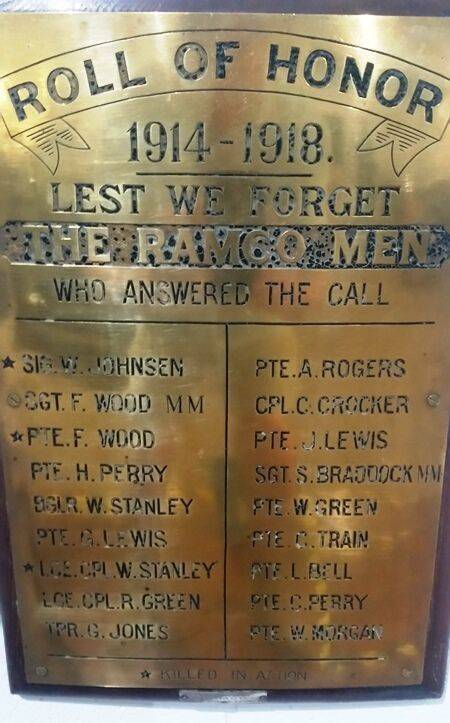 ROLL OF HONOR
1914-1918.
LEST WE FORGET
THE RAMCO MEN
WHO ANSWERED THE CALL
★ SIG.W.JOHNSEN
SGT.F.WOOD MM
★PTE.F.WOOD
PTE.H.PERRY
BGLR.W.STANLEY
PTE.G.LEWIS
★LCE.CPL.W.STANLEY
LCE.CPL.R.GREEN
TPR.G.JONES
PTE.A.ROGERS
CPL.C.CROCKER
PTE.J.LEWIS
SGT.S.BRADDOCK MM
PTE.W.GREEN
PTE.C.TRAIN
PTE.L.BELL
PTE.C.PERRY
PTE.W.MORGAN
★ KILLED IN ACTION